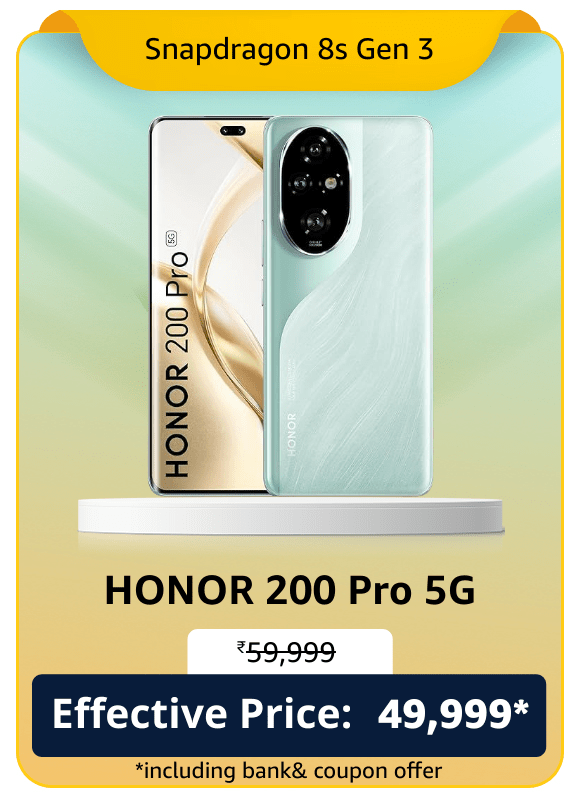 Snapdragon 8s Gen 3
HONOR 200 Pro 5G
HONOR
HONOR 200 Pro 5G
₹59,999
Effective Price: 49,999*
*including bank& coupon offer